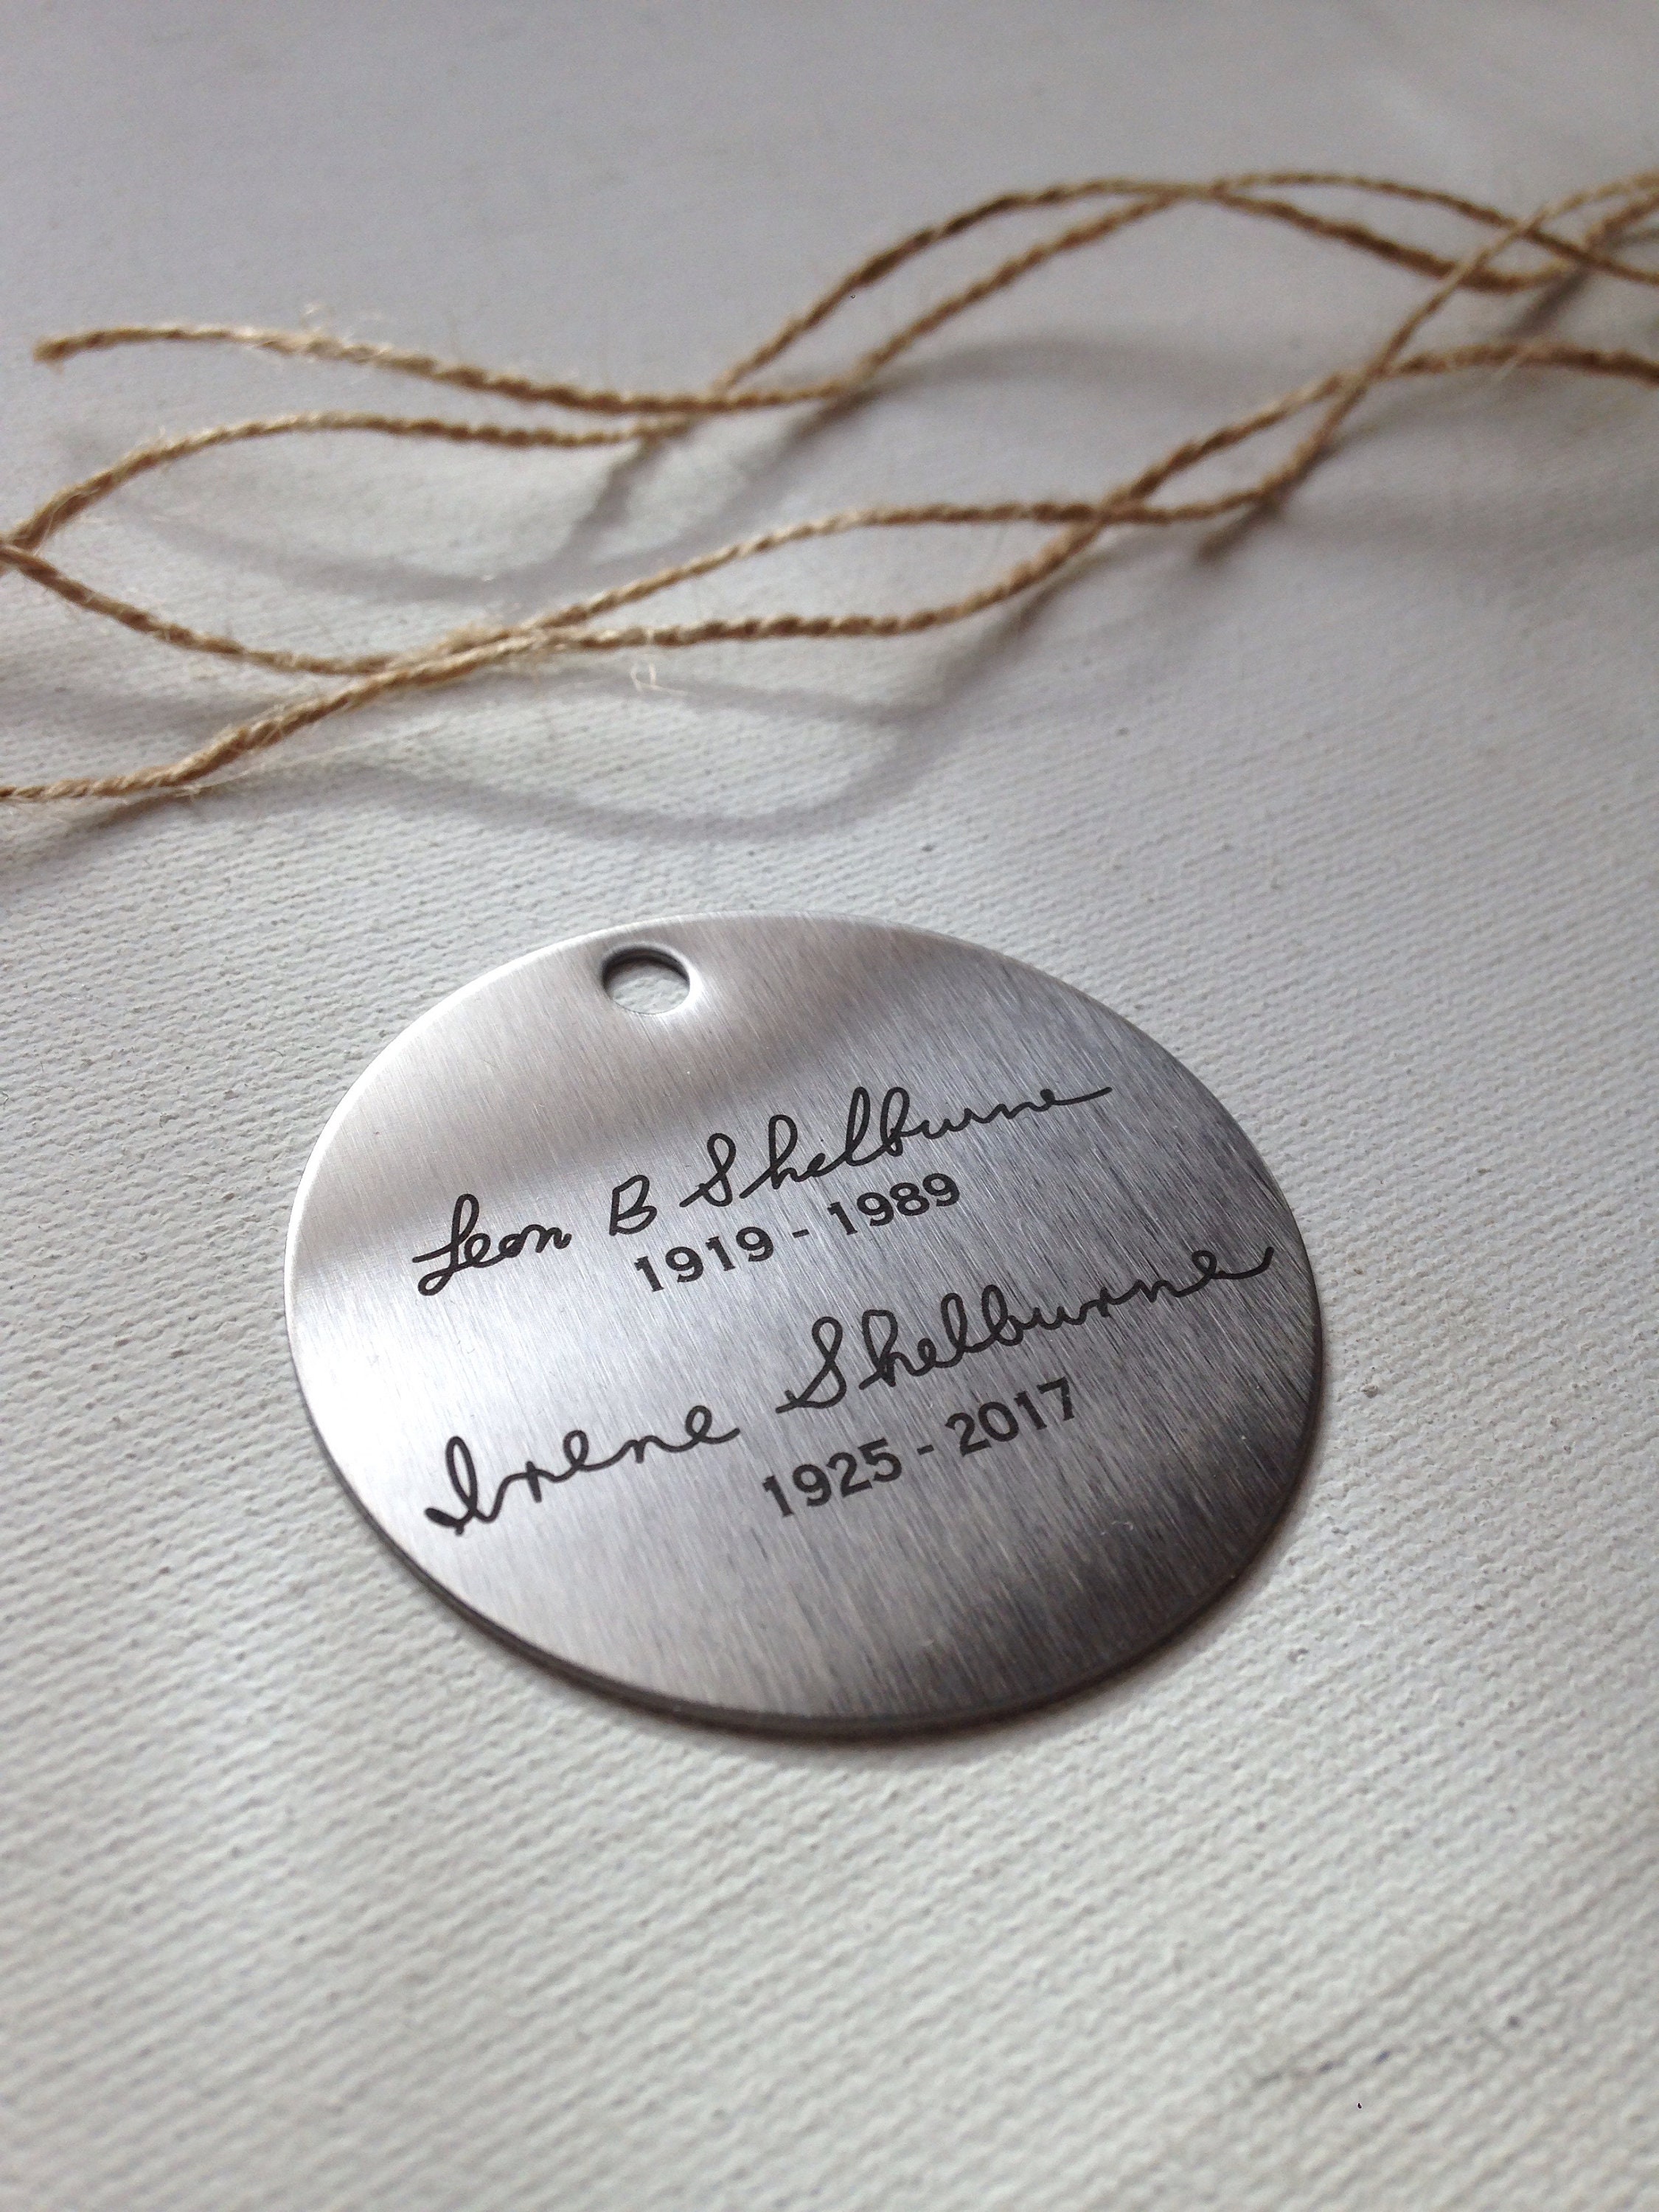 Leon B Shelburne
1919 - 1989
Irene Shelburne
1925 - 2017